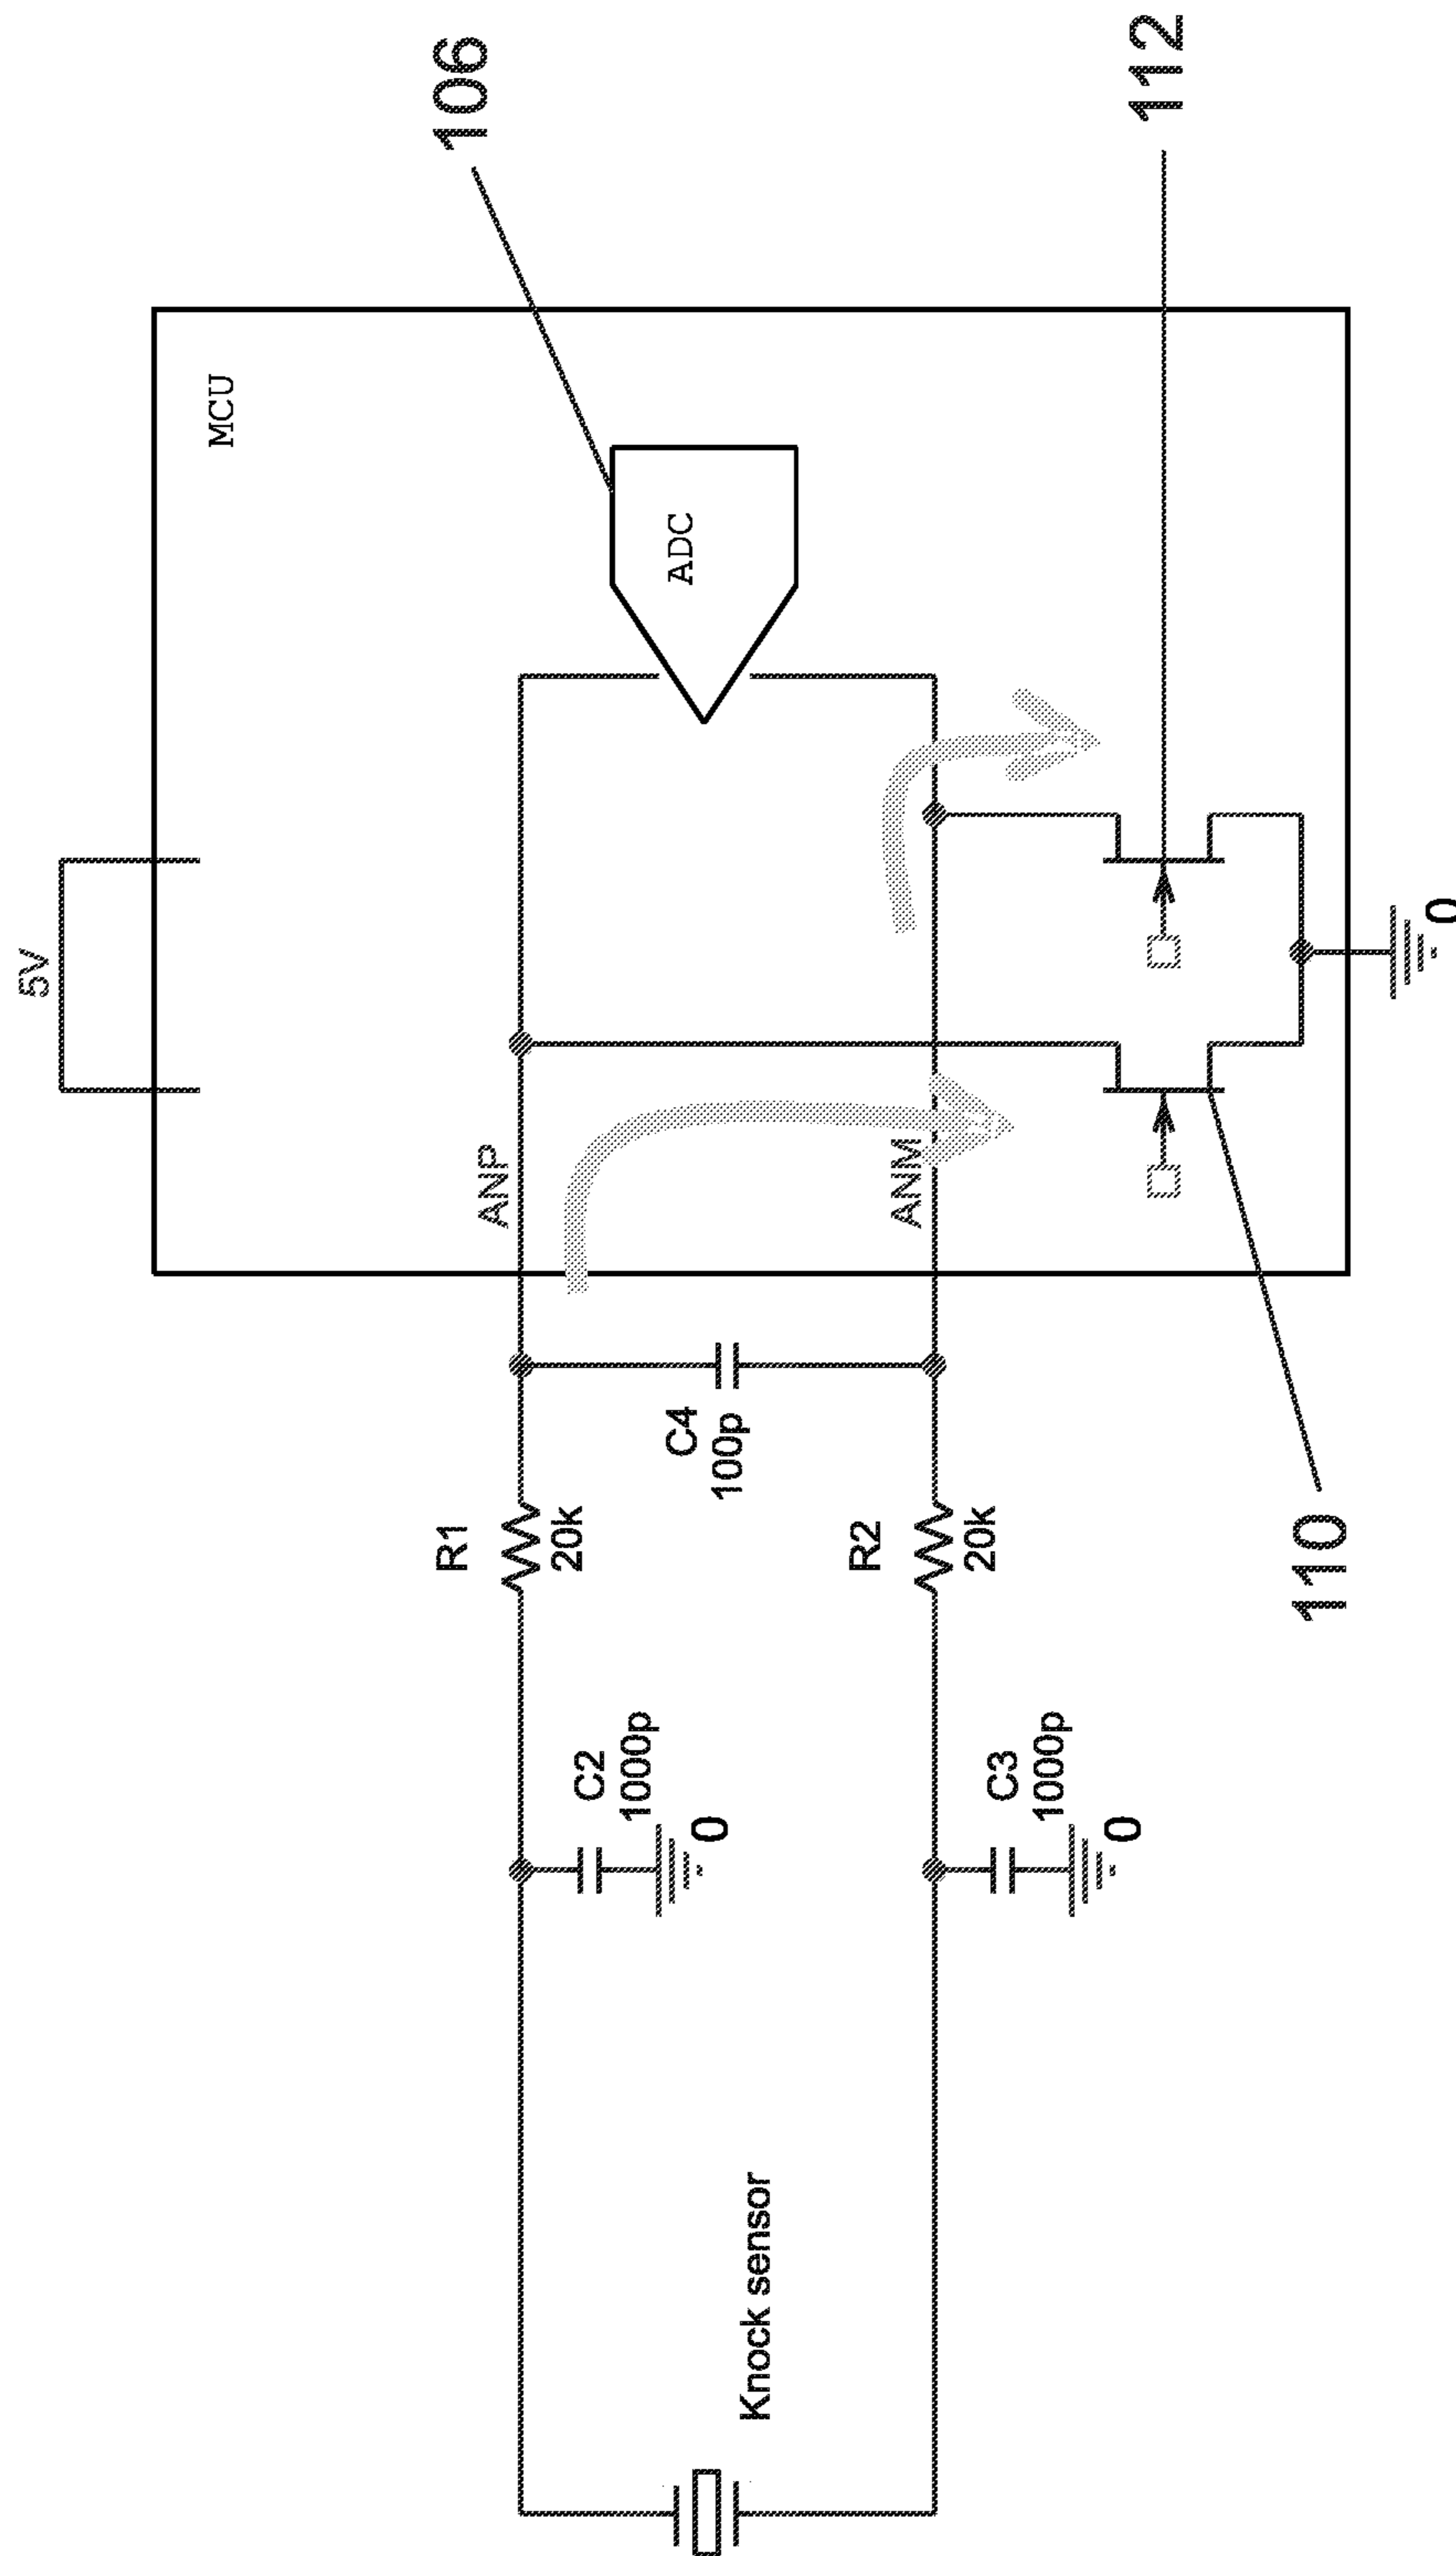 5V
MCU
106
ADC
ANP
ANM
112
0
110
R1
20k
C4
100p
R2
20k
C2
1000p
0
C3
1000p
0
Knock sensor